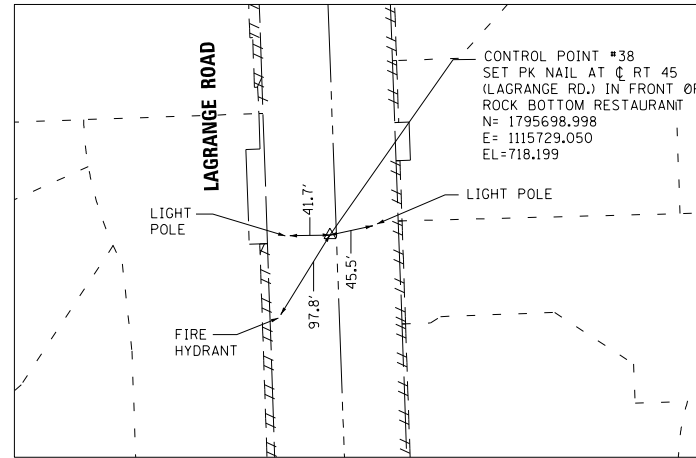 LAGRANGE ROAD
CONTROL POINT #38
SET PK NAIL AT ℄ RT 45
(LAGRANGE RD.) IN FRONT OF
ROCK BOTTOM RESTAURANT
N= 1795698.998
E= 1115729.050
EL=718.199
LIGHT POLE
41.7'
LIGHT
POLE
45.5'
97.8'
FIRE
HYDRANT